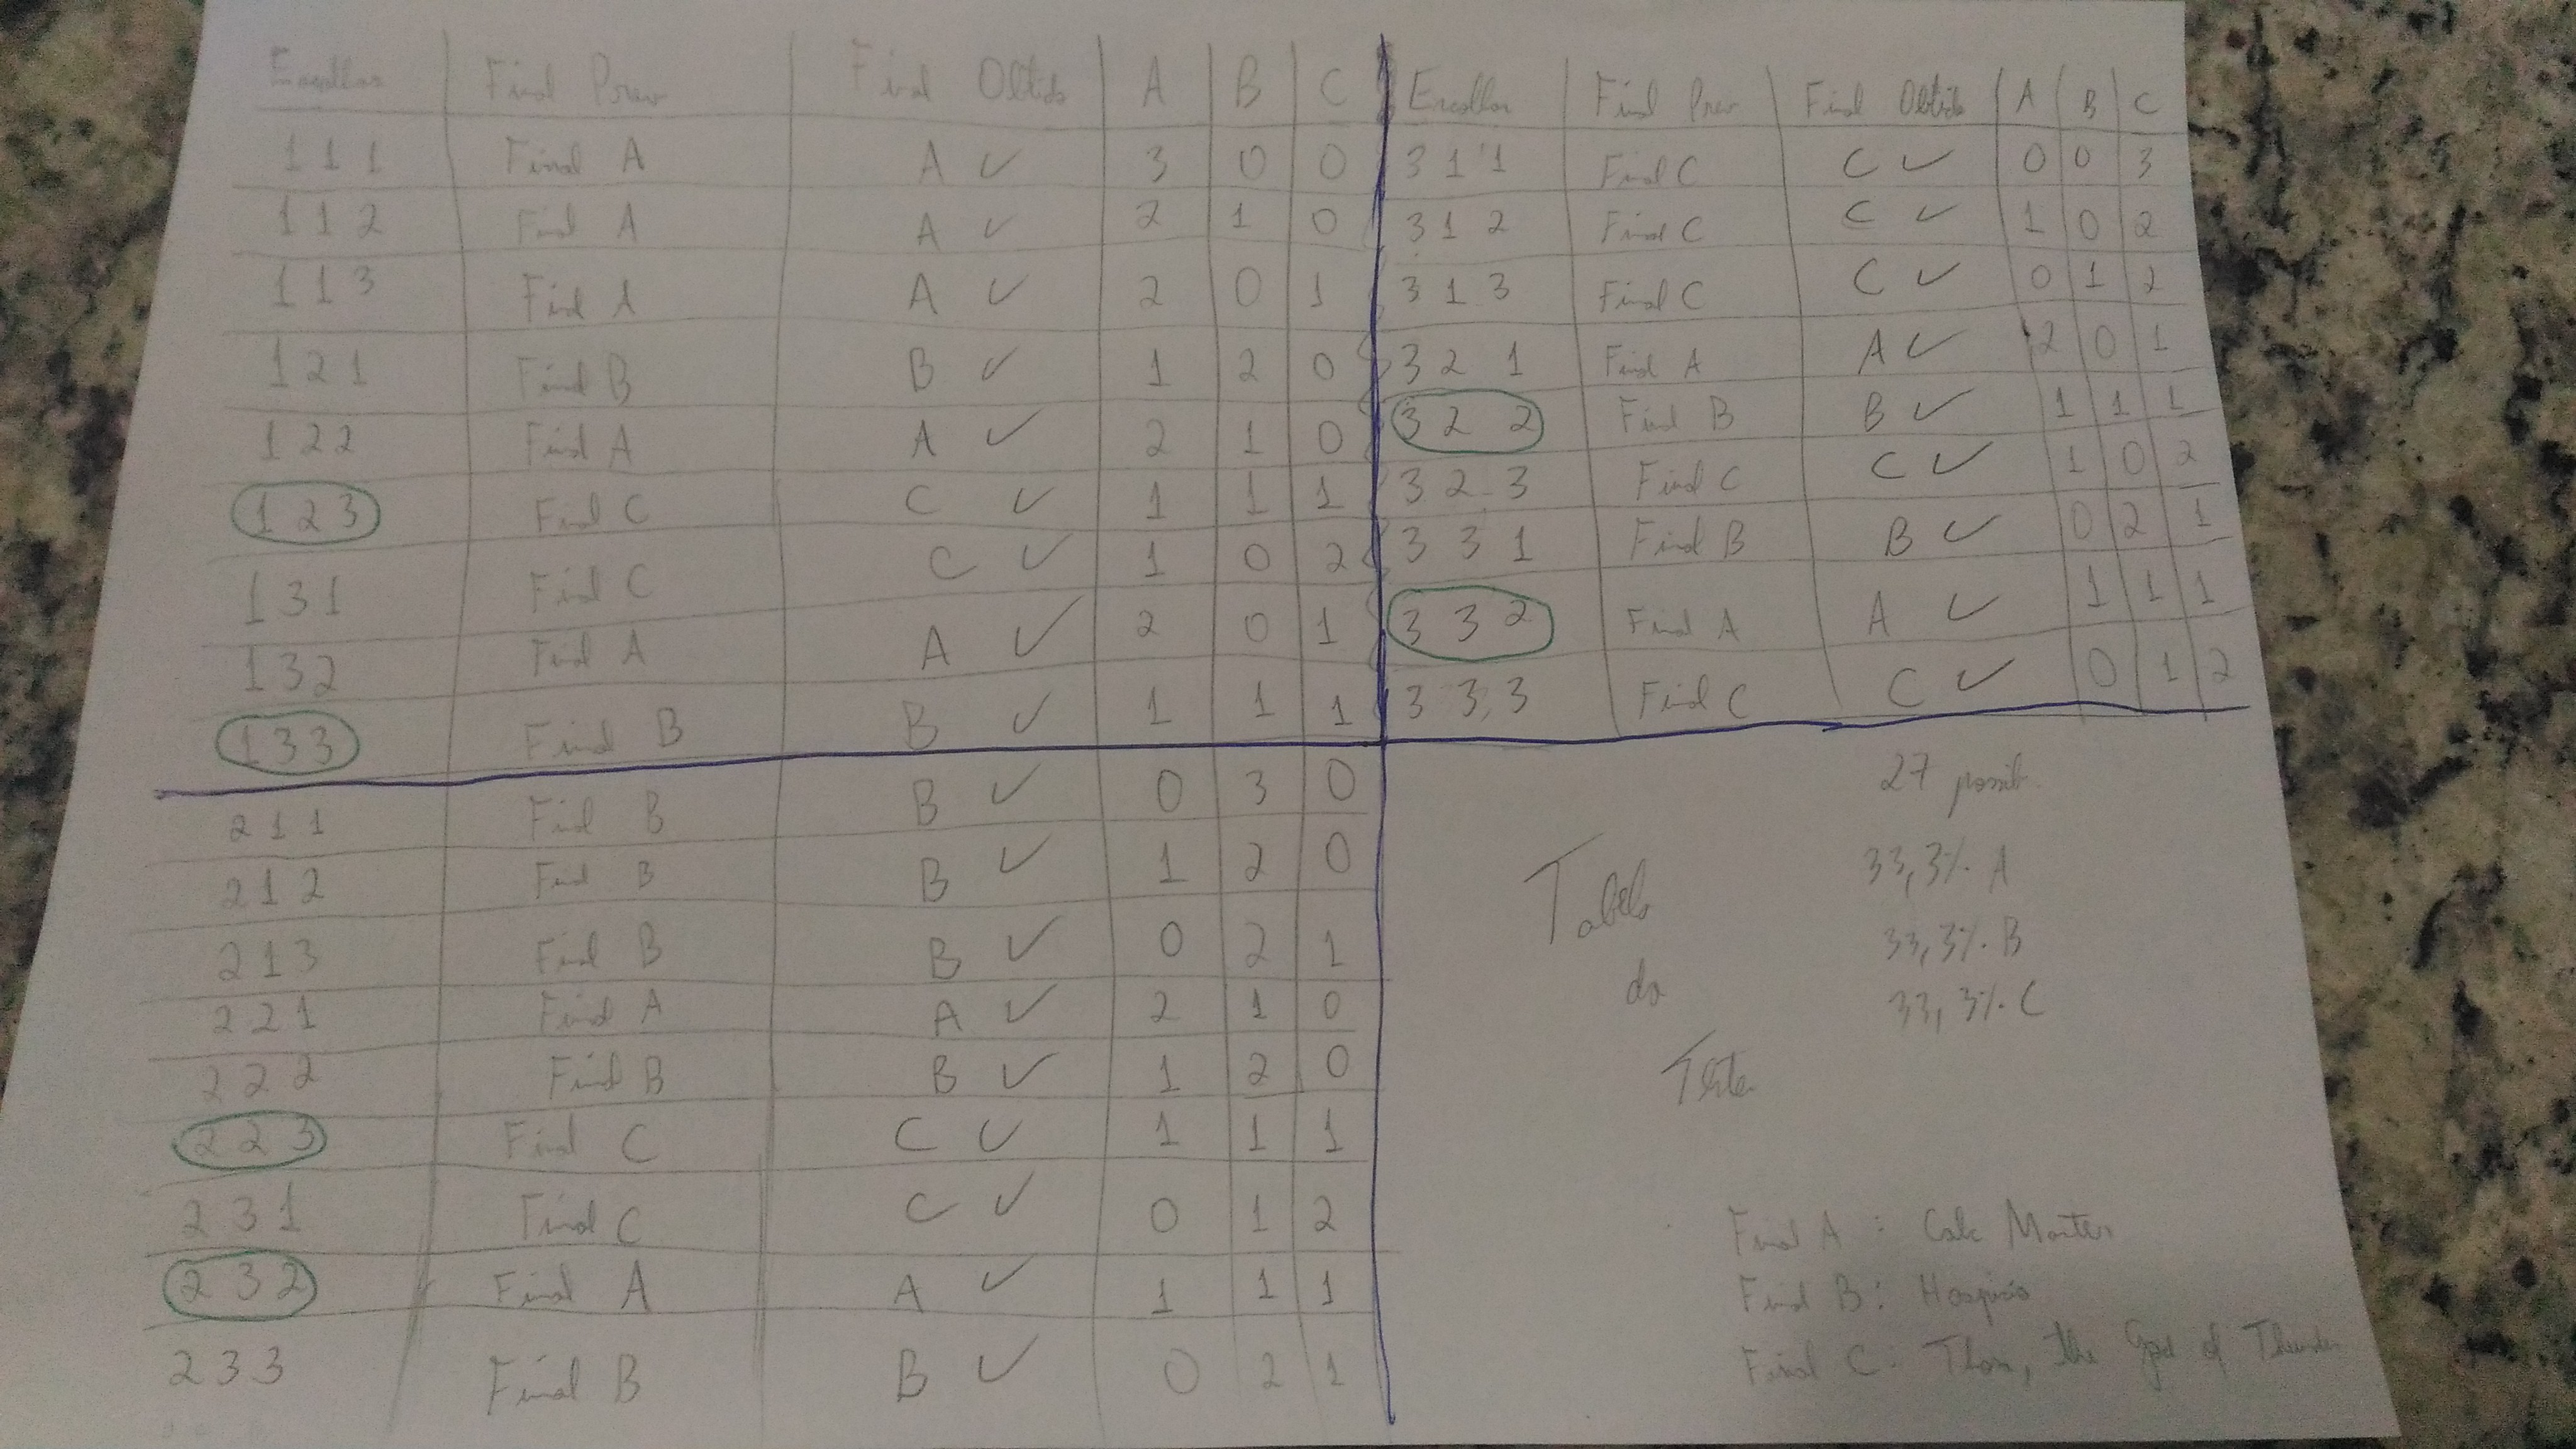 Escolhas Final Prev Final Obtido A B C
1 1 1 Final A A ✓ 3 0 0
1 1 2 Final A A ✓ 2 1 0
1 1 3 Final A A ✓ 2 0 1
1 2 1 Final B B ✓ 1 2 0
1 2 2 Final A A ✓ 2 1 0
1 2 3 Final C C ✓ 1 1 1
1 3 1 Final C C ✓ 1 0 2
1 3 2 Final A A ✓ 2 0 1
1 3 3 Final B B ✓ 1 1 1
2 1 1 Final B B ✓ 0 3 0
2 1 2 Final B B ✓ 1 2 0
2 1 3 Final B B ✓ 0 2 1
2 2 1 Final A A ✓ 2 1 0
2 2 2 Final B B ✓ 1 2 0
2 2 3 Final C C ✓ 1 1 1
2 3 1 Final C C ✓ 0 1 2
2 3 2 Final A A ✓ 1 1 1
2 3 3 Final B B ✓ 0 2 1
Escolhas Final Prev Final Obtido A B C
3 1 1 Final C C ✓ 0 0 3
3 1 2 Final C C ✓ 1 0 2
3 1 3 Final C C ✓ 0 1 2
3 2 1 Final A A ✓ 2 0 1
3 2 2 Final B B ✓ 1 1 1
3 2 3 Final C C ✓ 1 0 2
3 3 1 Final B B ✓ 0 2 1
3 3 2 Final A A ✓ 1 1 1
3 3 3 Final C C ✓ 0 1 2
27 possib.
33,3% A
33,3% B
33,3% C
Tabela
de
Testes
Final A : Calc Master
Final B : Hospício
Final C : Thor, the God of Thunder